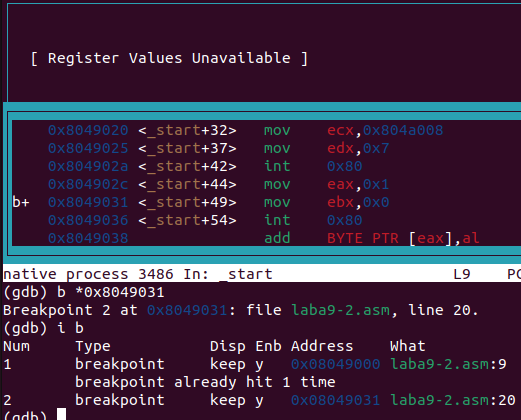 [ Register Values Unavailable ]
0x8049020 <_start+32> mov ecx,0x804a008
0x8049025 <_start+37> mov edx,0x7
0x804902a <_start+42> int 0x80
0x804902c <_start+44> mov eax,0x1
b+ 0x8049031 <_start+49> mov ebx,0x0
0x8049036 <_start+54> int 0x80
0x8049038 add BYTE PTR [eax],al
native process 3486 In: _start L9 PC
(gdb) b *0x8049031
Breakpoint 2 at 0x8049031: file laba9-2.asm, line 20.
(gdb) i b
Num Type Disp Enb Address What
1 breakpoint keep y 0x08049000 laba9-2.asm:9
breakpoint already hit 1 time
2 breakpoint keep y 0x08049031 laba9-2.asm:20
(gdb)